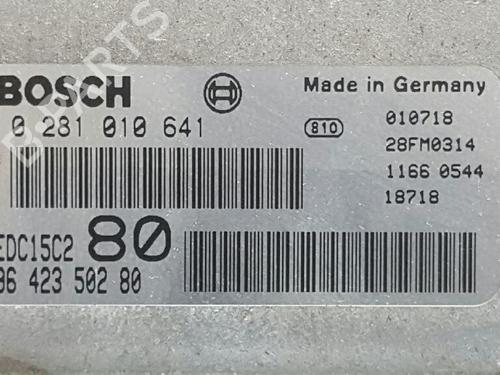 BOSCH
Made in Germany
0 281 010 641
810
010718
28FM0314
1166 0544
18718
EDC15C2 80
96 423 502 80
B-PARTS